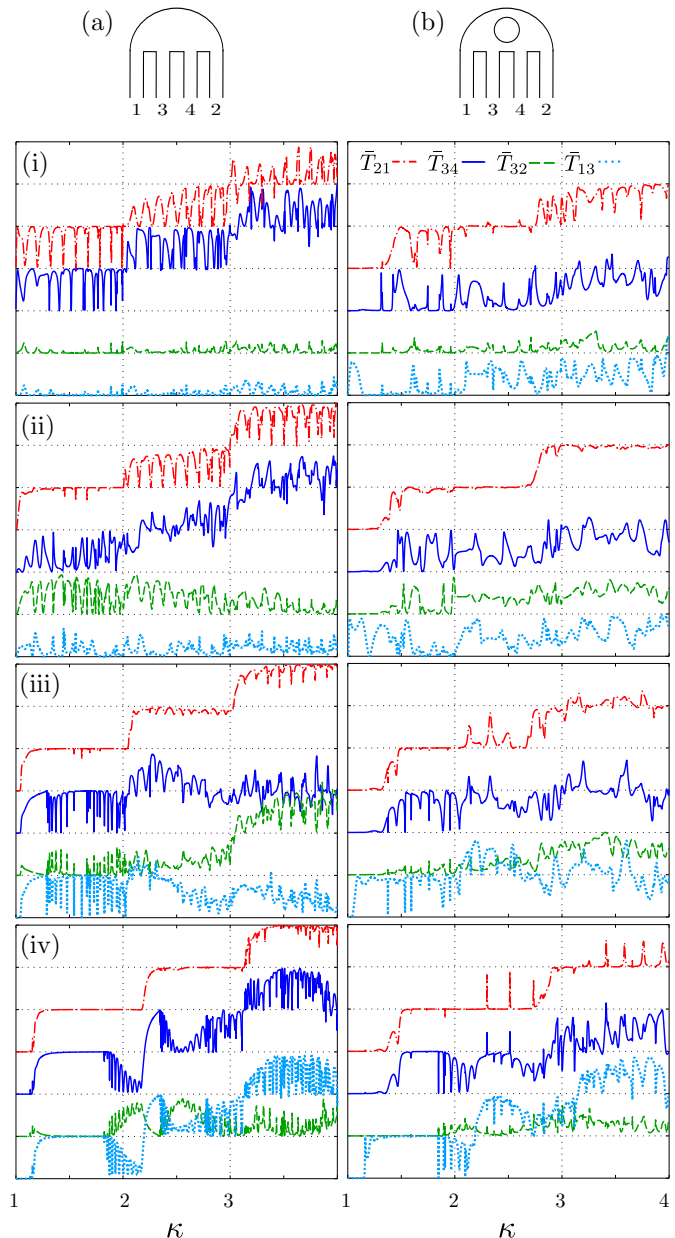 (a) (b)
1 3 4 2 1 3 4 2
(i) T̄₂₁ T̄₃₄ T̄₃₂ T̄₁₃
(ii)
(iii)
(iv)
1 2 3 1 2 3 4
κ κ